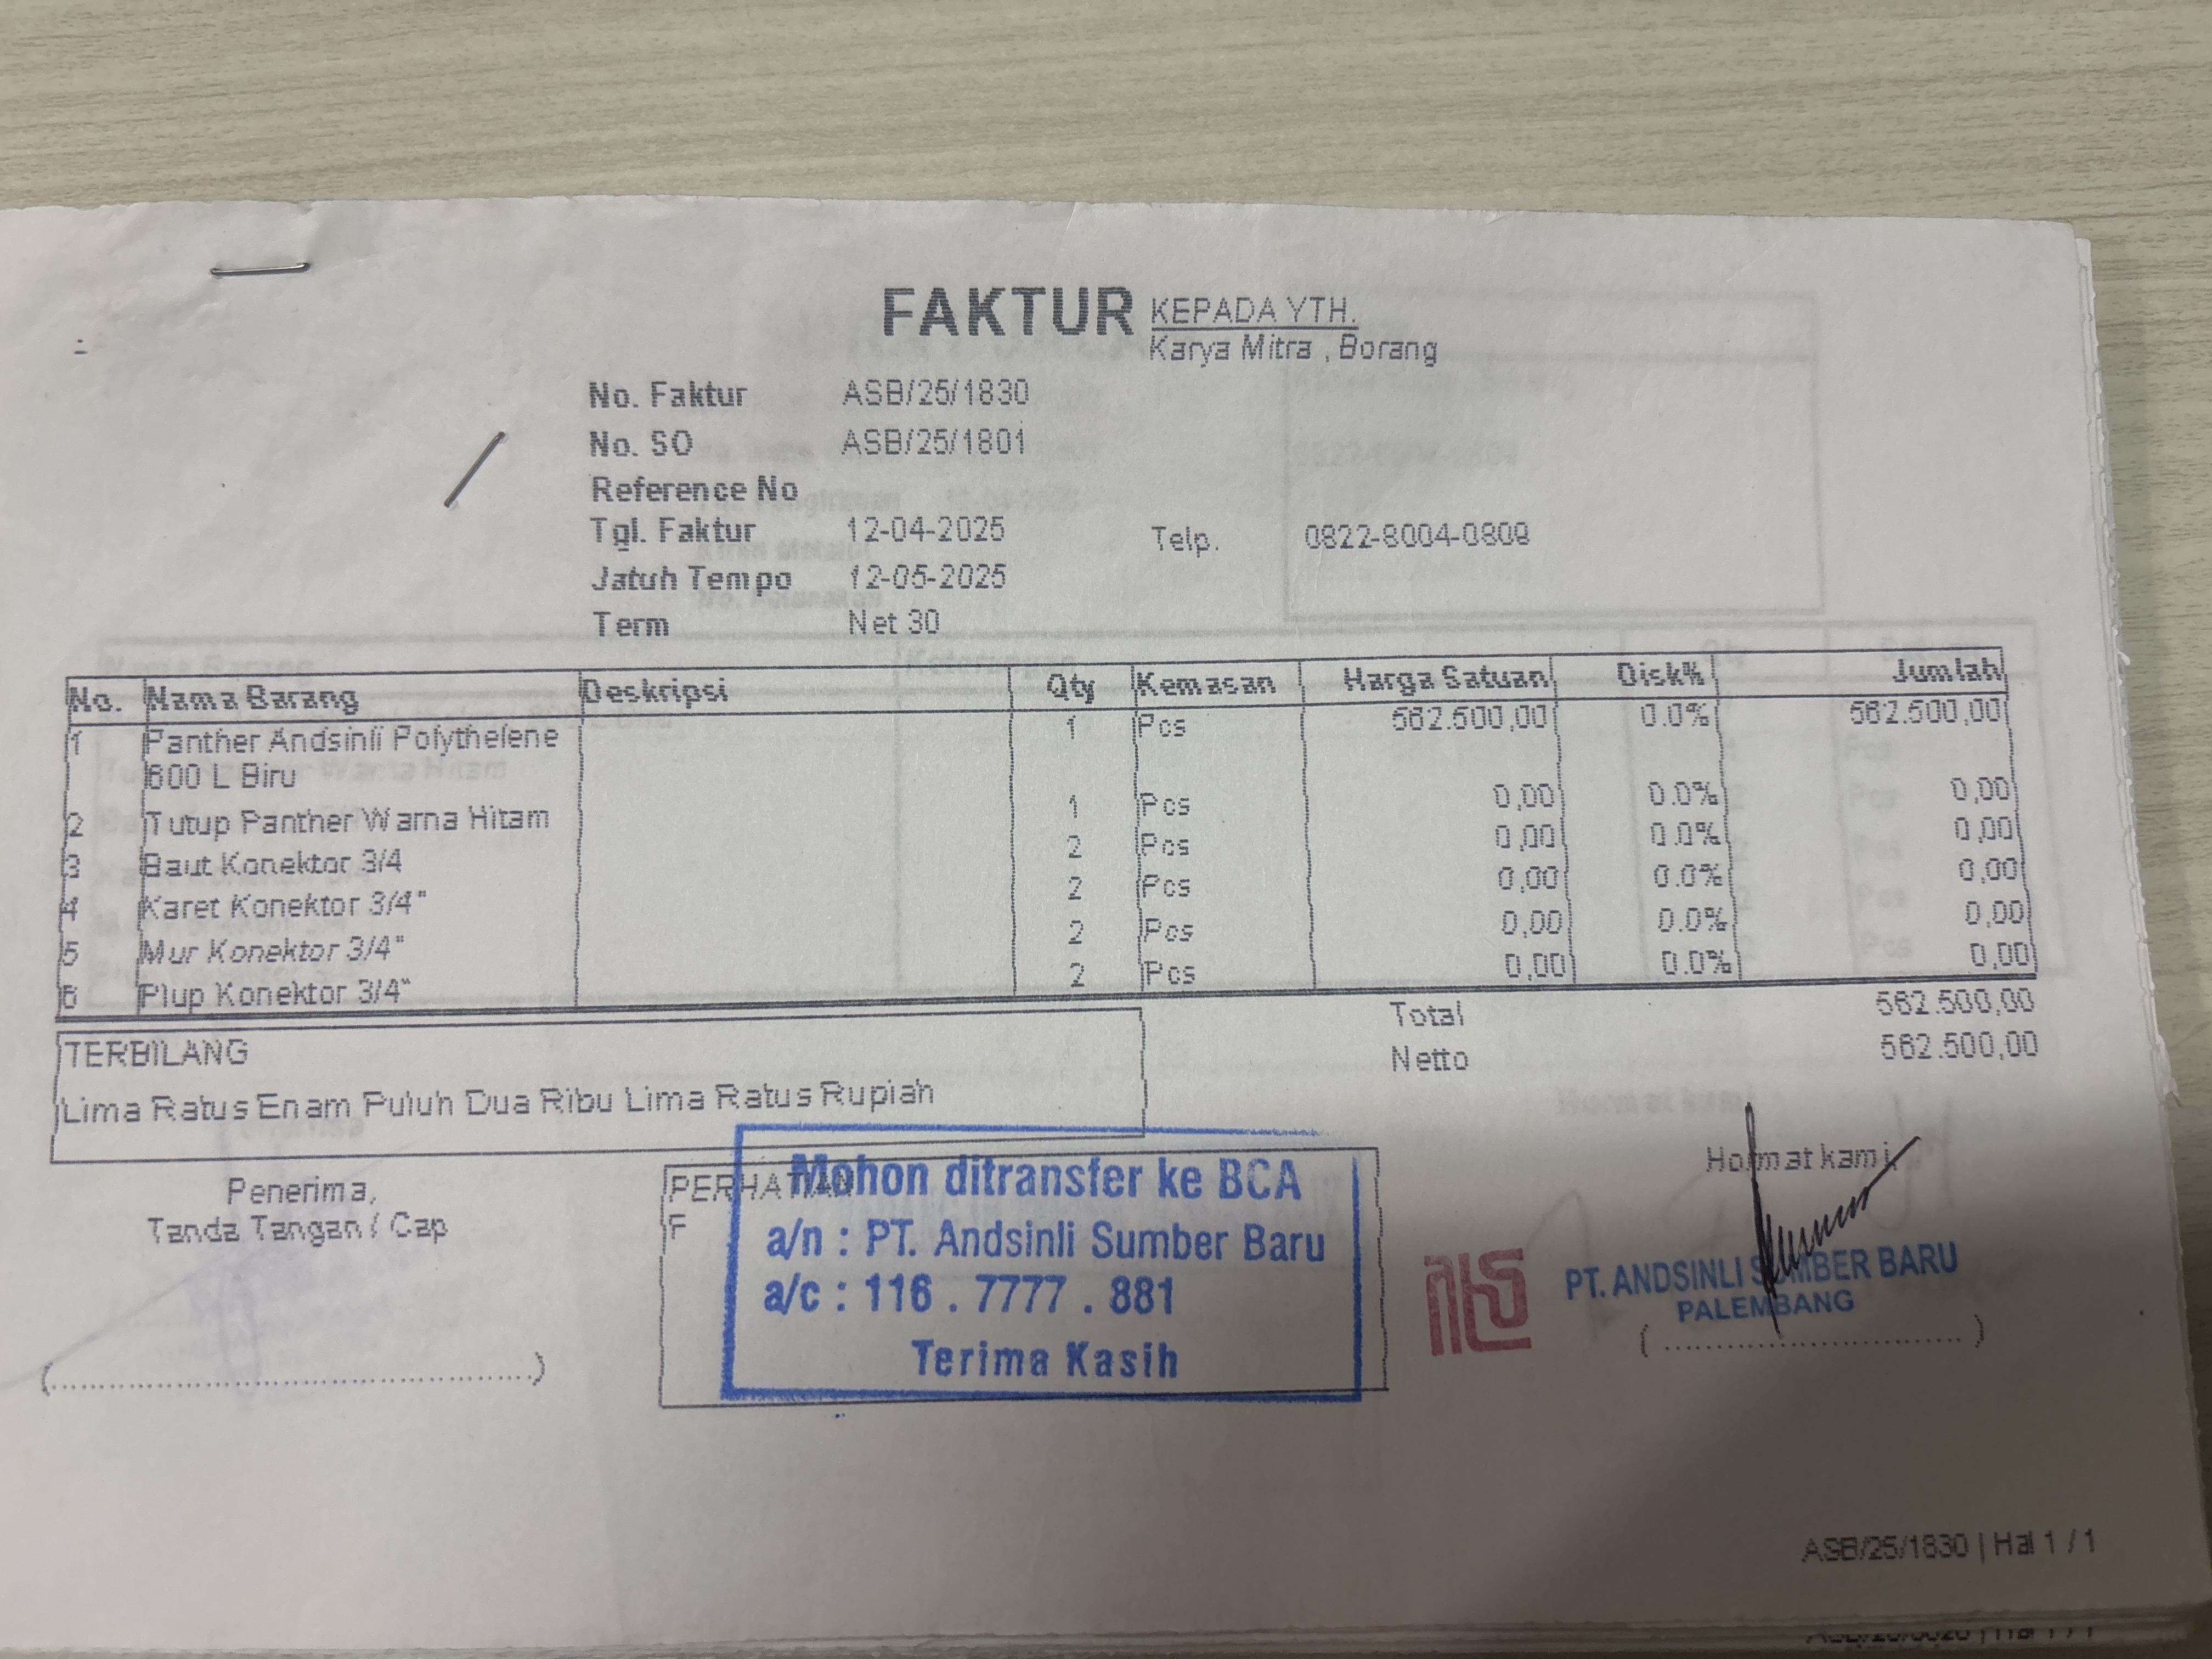 FAKTUR
KEPADA YTH.
Karya Mitra , Borang
No. Faktur ASB/25/1830
No. SO ASB/25/1801
Reference No
Tgl. Faktur 12-04-2025 Telp. 0822-8004-0809
Jatuh Tempo 12-05-2025
Term Net 30
No. Nama Barang Deskripsi Qty Kemasan Harga Satuan Disk% Jumlah
1 Panther Andsinlii Polythelene 1 Pcs 562.500,00 0.0% 562.500,00
600 L Biru
2 Tutup Panther Warna Hitam 1 Pcs 0,00 0.0% 0,00
3 Baut Konektor 3/4 2 Pcs 0,00 0.0% 0,00
4 Karet Konektor 3/4" 2 Pcs 0,00 0.0% 0,00
5 Mur Konektor 3/4" 2 Pcs 0,00 0.0% 0,00
6 Plup Konektor 3/4" 2 Pcs 0,00 0.0% 0,00
Total 562.500,00
Netto 562.500,00
TERBILANG
Lima Ratus Enam Puluh Dua Ribu Lima Ratus Rupiah
Penerima,
Tanda Tangan / Cap
(..................................................)
PERHATIAN
F
Mohon ditransfer ke BCA
a/n : PT. Andsinli Sumber Baru
a/c : 116 . 7777 . 881
Terima Kasih
Hormat kami
PT. ANDSINLI SUMBER BARU
PALEMBANG
( ................................ )
ASB/25/1830 | Hal 1 / 1